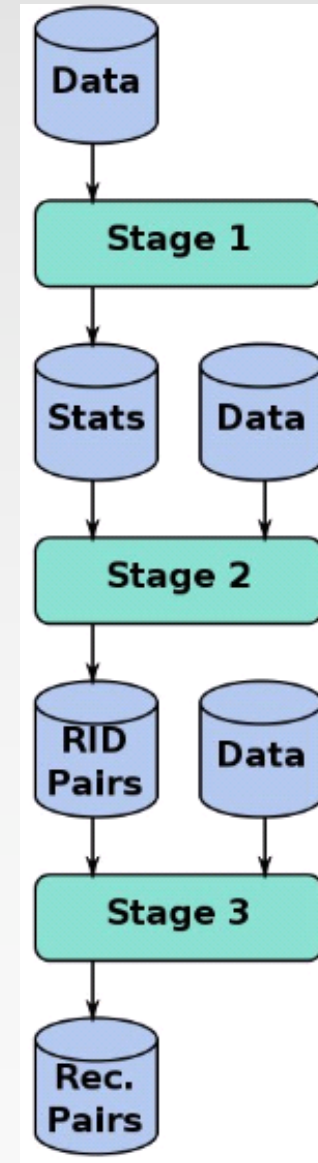 Data
Stage 1
Stats
Data
Stage 2
RID
Pairs
Data
Stage 3
Rec.
Pairs